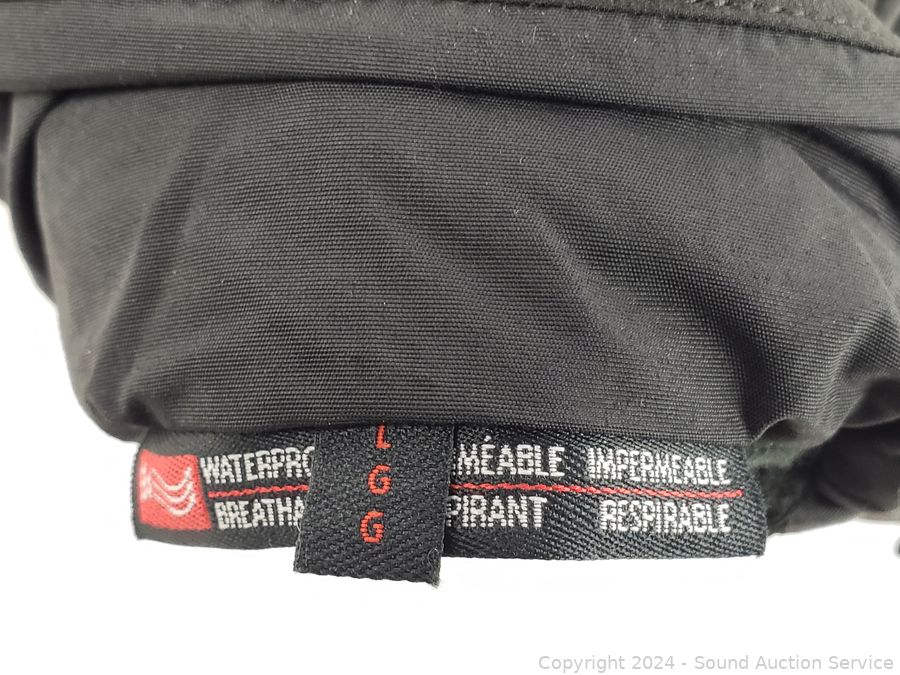 WATERPRO MÉABLE IMPERMEABLE
BREATHA PIRANT RESPIRABLE
L
G
G
Copyright 2024 - Sound Auction Service